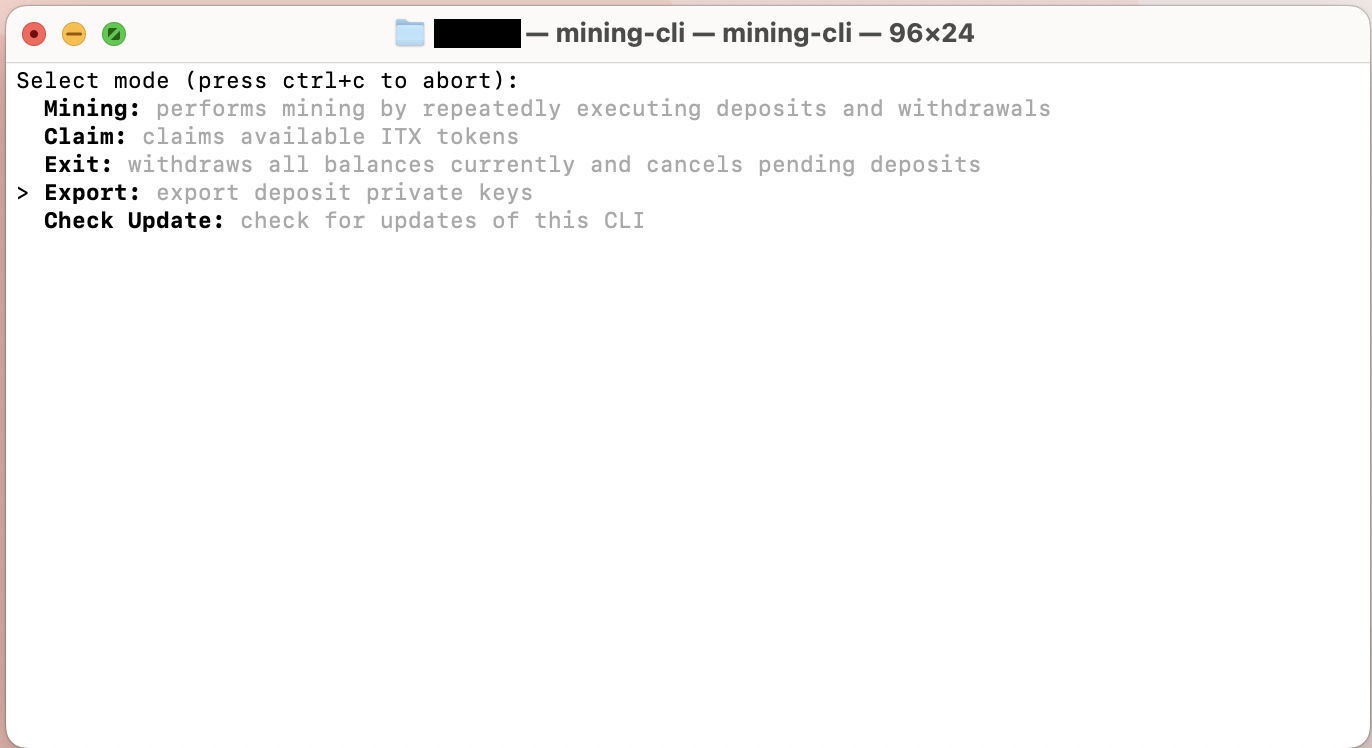 — mining-cli — mining-cli — 96×24
Select mode (press ctrl+c to abort):
Mining: performs mining by repeatedly executing deposits and withdrawals
Claim: claims available ITX tokens
Exit: withdraws all balances currently and cancels pending deposits
> Export: export deposit private keys
Check Update: check for updates of this CLI